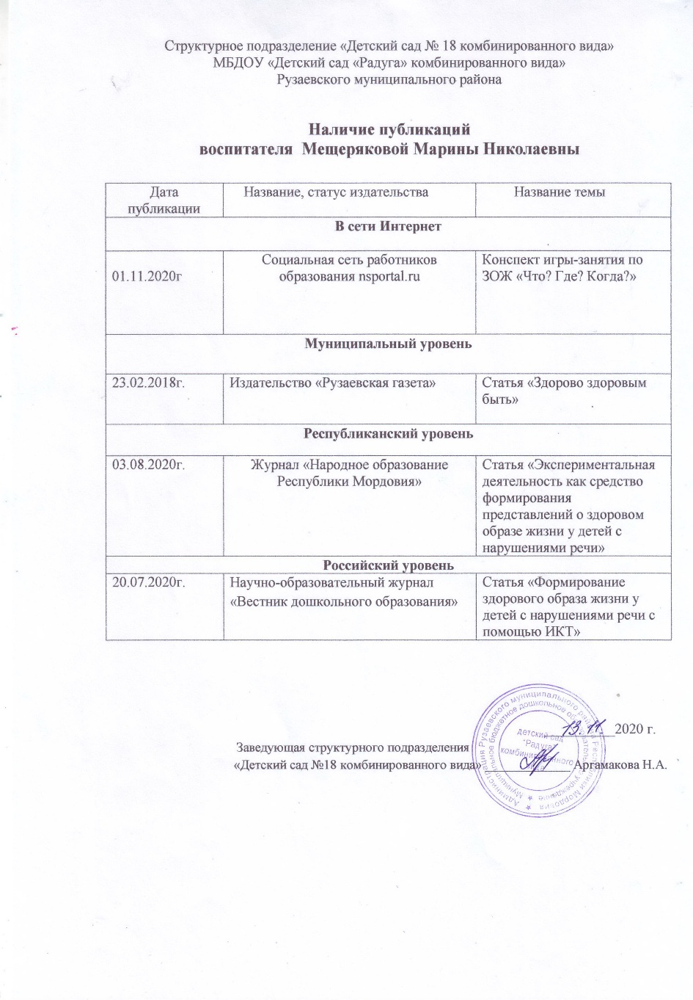 Структурное подразделение «Детский сад № 18 комбинированного вида»
МБДОУ «Детский сад «Радуга» комбинированного вида»
Рузаевского муниципального района
Наличие публикаций
воспитателя Мещеряковой Марины Николаевны
Дата
публикации
Название, статус издательства
Название темы
В сети Интернет
01.11.2020г
Социальная сеть работников
образования nsportal.ru
Конспект игры-занятия по
ЗОЖ «Что? Где? Когда?»
Муниципальный уровень
23.02.2018г.
Издательство «Рузаевская газета»
Статья «Здорово здоровым
быть»
Республиканский уровень
03.08.2020г.
Журнал «Народное образование
Республики Мордовия»
Статья «Экспериментальная
деятельность как средство
формирования
представлений о здоровом
образе жизни у детей с
нарушениями речи»
Российский уровень
20.07.2020г.
Научно-образовательный журнал
«Вестник дошкольного образования»
Статья «Формирование
здорового образа жизни у
детей с нарушениями речи с
помощью ИКТ»
13.11. 2020 г.
Заведующая структурного подразделения
«Детский сад №18 комбинированного вида» Аргамакова Н.А.
Администрация Рузаевского муниципального района Республики Мордовия
Муниципальное бюджетное дошкольное образовательное учреждение
детский сад
"Радуга"
комбинированного